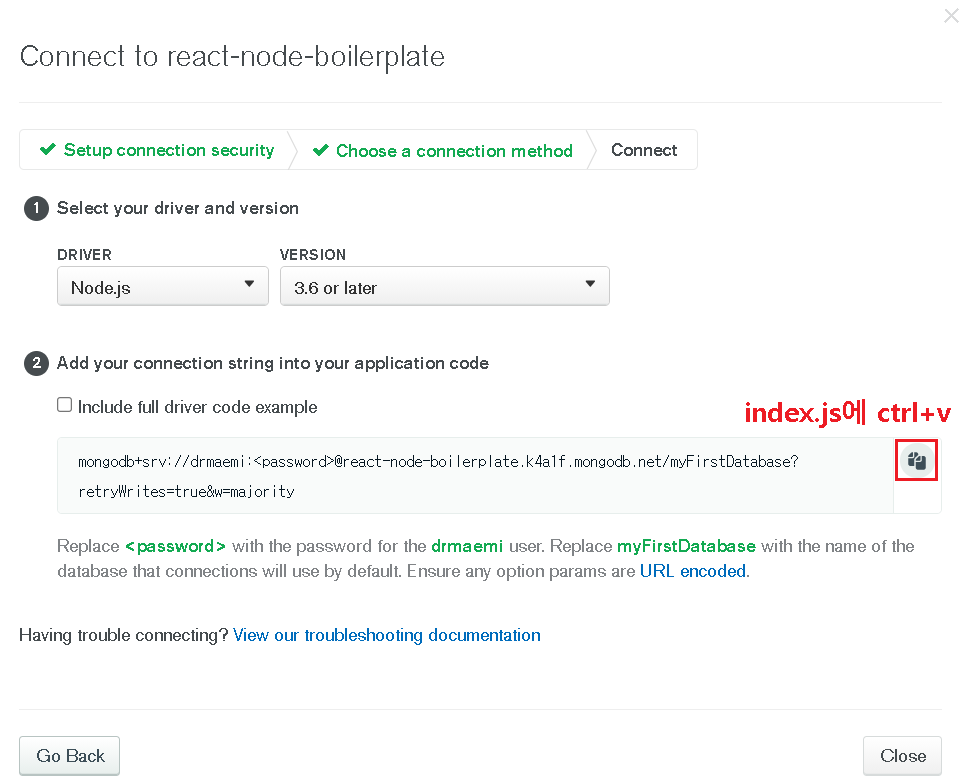 Connect to react-node-boilerplate
Setup connection security
Choose a connection method
Connect
1 Select your driver and version
DRIVER
VERSION
Node.js
3.6 or later
2 Add your connection string into your application code
Include full driver code example
index.js에 ctrl+v
mongodb+srv://drmaemi:<password>@react-node-boilerplate.k4a1f.mongodb.net/myFirstDatabase?
retryWrites=true&w=majority
Replace <password> with the password for the drmaemi user. Replace myFirstDatabase with the name of the
database that connections will use by default. Ensure any option params are URL encoded.
Having trouble connecting? View our troubleshooting documentation
Go Back
Close